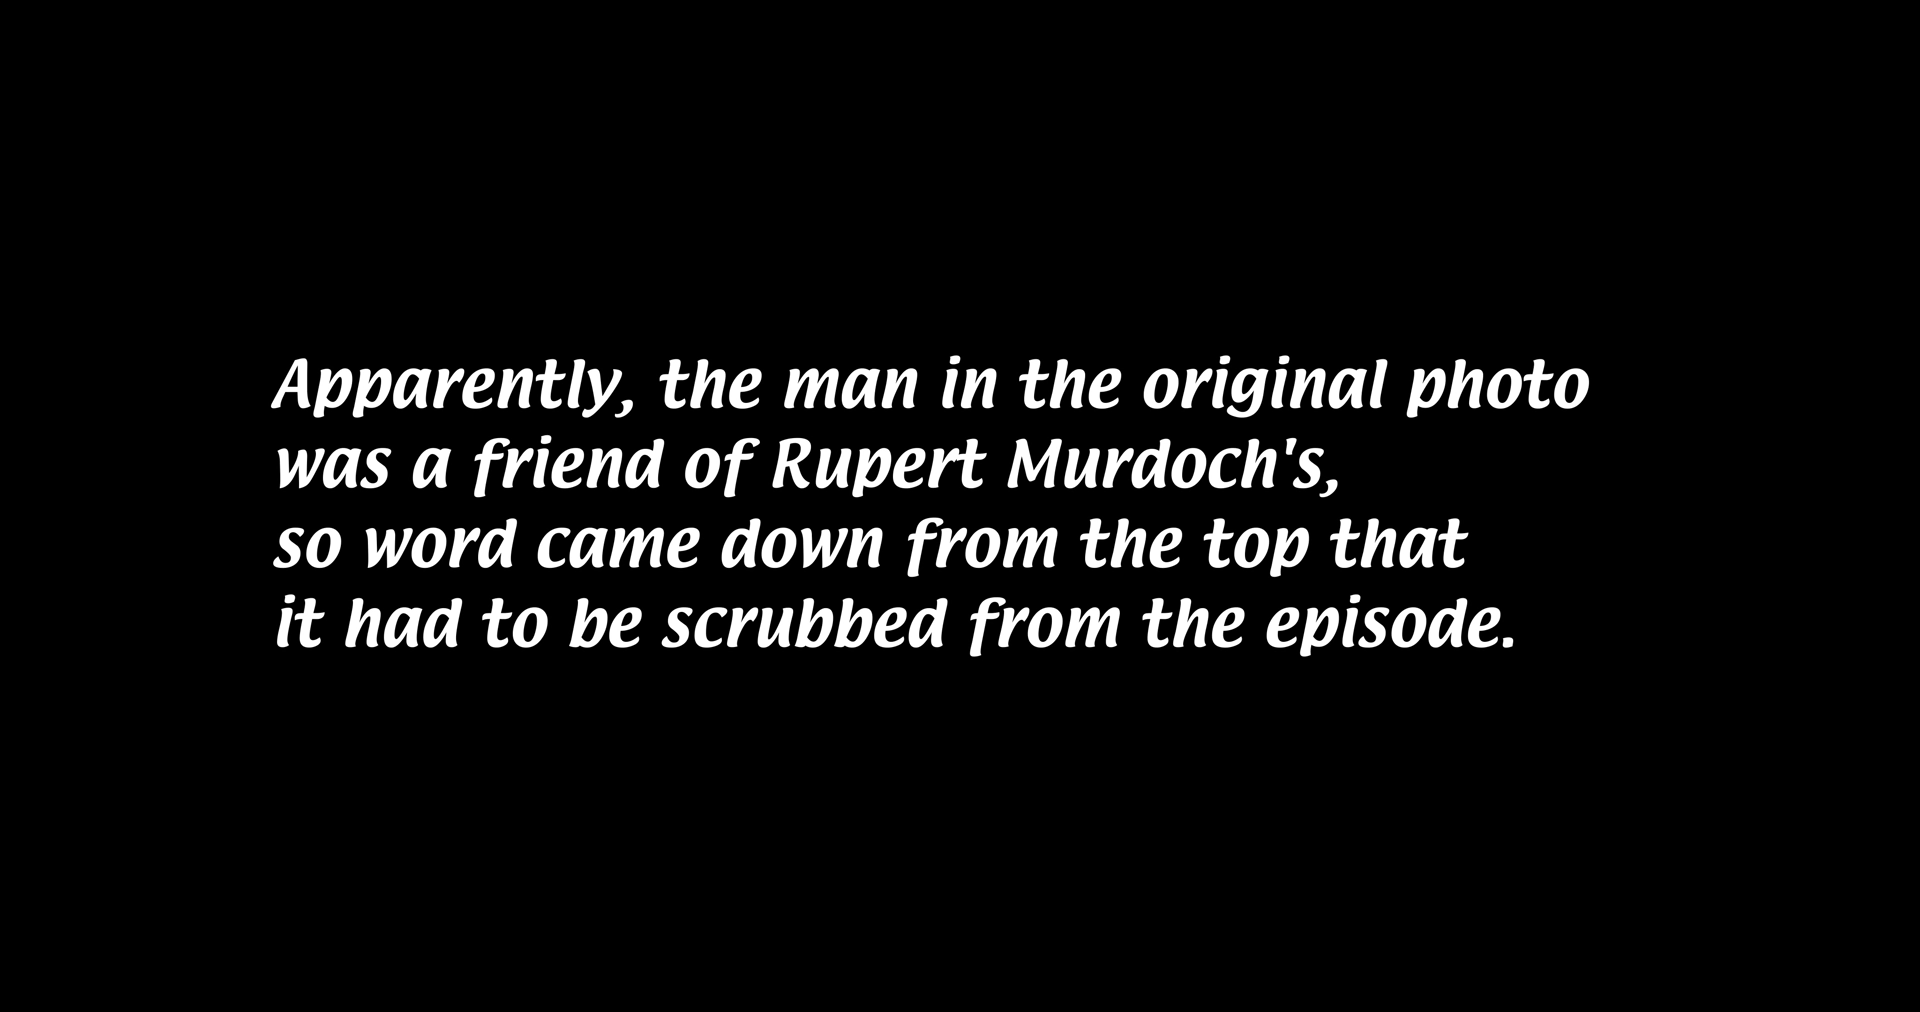 Apparently, the man in the original photo
was a friend of Rupert Murdoch's,
so word came down from the top that
it had to be scrubbed from the episode.